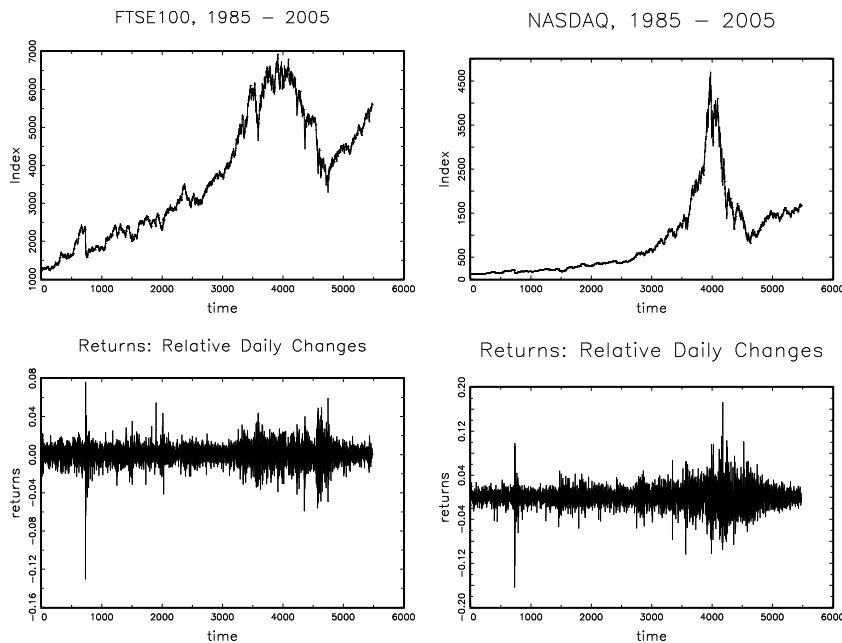 FTSE100, 1985 – 2005
7000
6000
5000
4000
3000
2000
1000
Index
0 1000 2000 3000 4000 5000 6000
time
NASDAQ, 1985 – 2005
4500
3500
2500
1500
500
0
Index
0 1000 2000 3000 4000 5000 6000
time
Returns: Relative Daily Changes
0.08
0.04
0.00
−0.04
−0.08
−0.12
−0.16
returns
0 1000 2000 3000 4000 5000 6000
time
Returns: Relative Daily Changes
0.20
0.12
0.04
−0.04
−0.12
−0.20
returns
0 1000 2000 3000 4000 5000 6000
time